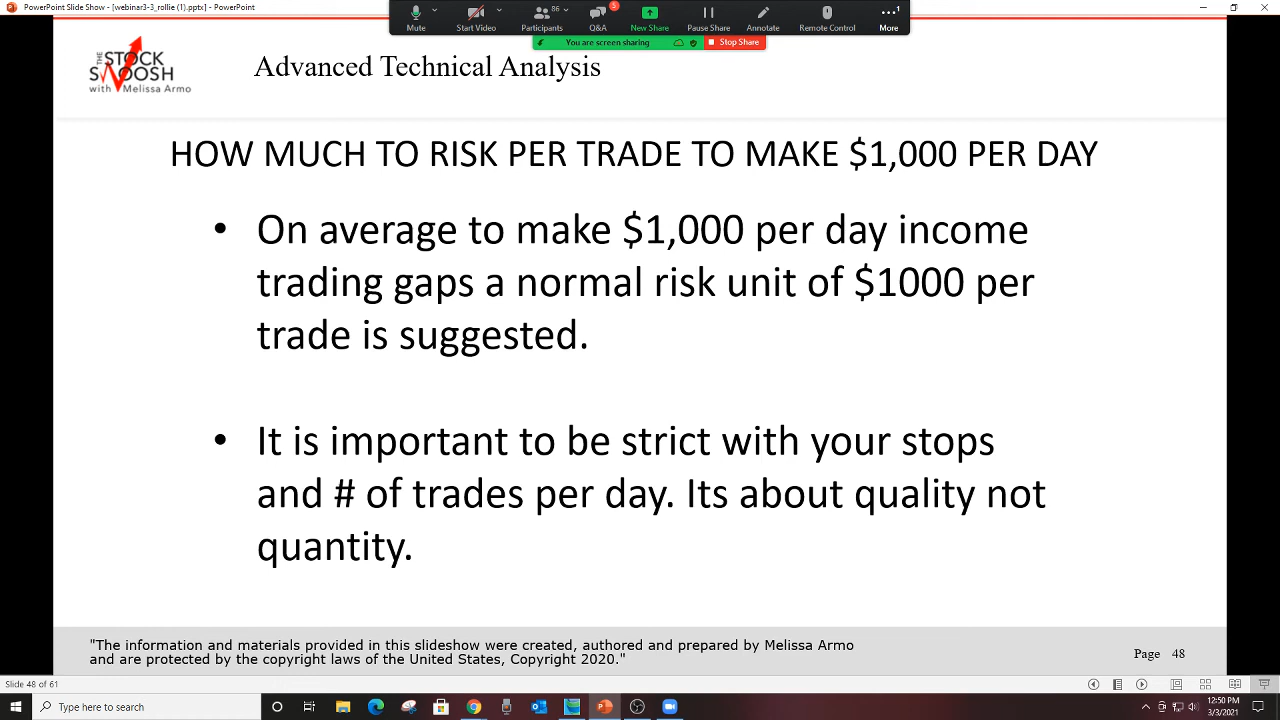 PowerPoint Slide Show - [webinar3-3_rollie (1).pptx] - PowerPoint
Mute
Start Video
86
Participants
5
Q&A
New Share
Pause Share
Annotate
Remote Control
1
More
You are screen sharing
Stop Share
THE STOCK
SWOOSH
with Melissa Armo
Advanced Technical Analysis
HOW MUCH TO RISK PER TRADE TO MAKE $1,000 PER DAY
• On average to make $1,000 per day income
trading gaps a normal risk unit of $1000 per
trade is suggested.
• It is important to be strict with your stops
and # of trades per day. Its about quality not
quantity.
"The information and materials provided in this slideshow were created, authored and prepared by Melissa Armo
and are protected by the copyright laws of the United States, Copyright 2020."
Page 48
Slide 48 of 61
Type here to search
12:50 PM
3/3/2021